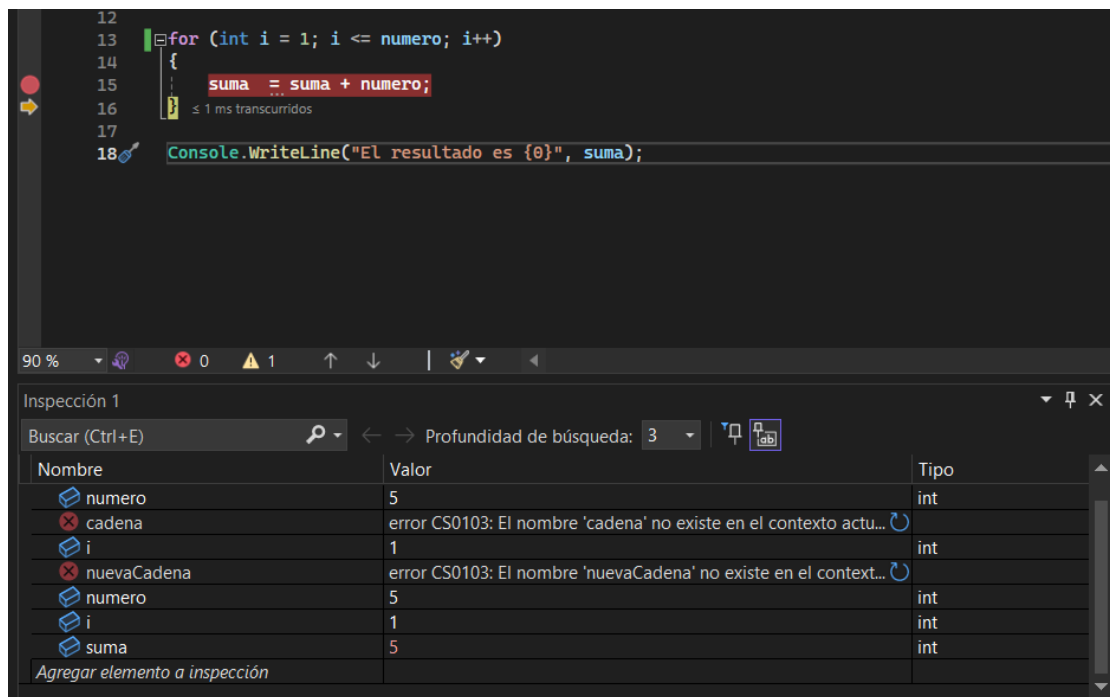 12
13 for (int i = 1; i <= numero; i++)
14 {
15 suma = suma + numero;
16 } ≤ 1 ms transcurridos
17
18 Console.WriteLine("El resultado es {0}", suma);
90 % 0 1
Inspección 1
Buscar (Ctrl+E) Profundidad de búsqueda: 3
Nombre Valor Tipo
numero 5 int
cadena error CS0103: El nombre 'cadena' no existe en el contexto actu...
i 1 int
nuevaCadena error CS0103: El nombre 'nuevaCadena' no existe en el context...
numero 5 int
i 1 int
suma 5 int
Agregar elemento a inspección